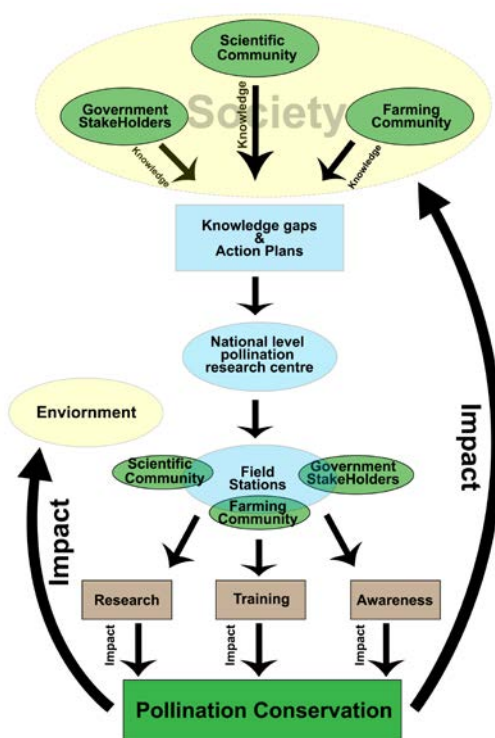 Scientific
Community
Society
Government
StakeHolders
Farming
Community
Knowledge
Knowledge
Knowledge
Knowledge gaps
&
Action Plans
National level
pollination
research centre
Enviornment
Scientific
Community
Field
Stations
Government
StakeHolders
Farming
Community
Impact
Impact
Research
Training
Awareness
Impact
Impact
Impact
Pollination Conservation